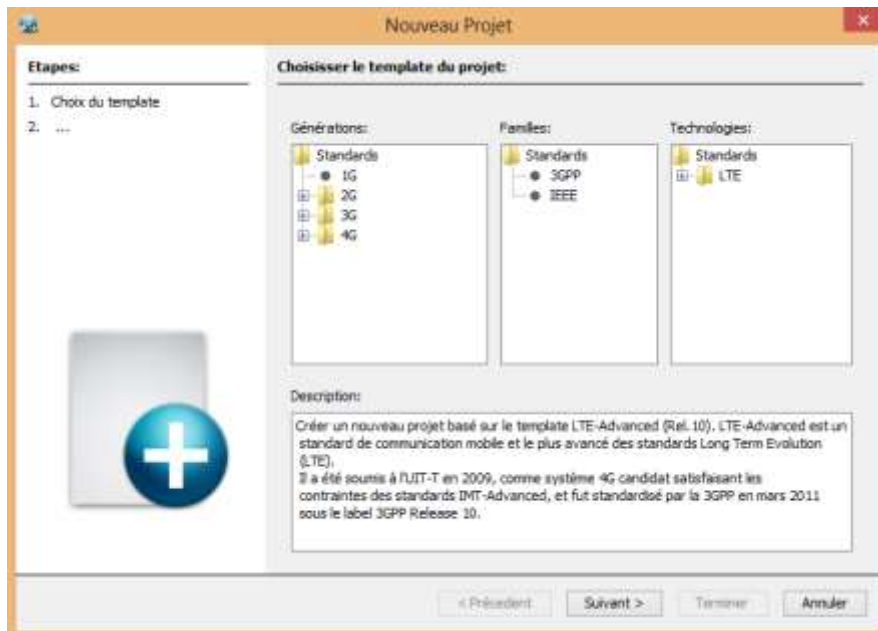 Nouveau Projet
Etapes:
1. Choix du template
2. ...
Choisisser le template du projet:
Générations:
Standards
1G
2G
3G
4G
Familles:
Standards
3GPP
IEEE
Technologies:
Standards
LTE
Description:
Créer un nouveau projet basé sur le template LTE-Advanced (Rel. 10). LTE-Advanced est un
standard de communication mobile et le plus avancé des standards Long Term Evolution
(LTE).
Il a été soumis à l'UIT-T en 2009, comme système 4G candidat satisfaisant les
contraintes des standards IMT-Advanced, et fut standardisé par la 3GPP en mars 2011
sous le label 3GPP Release 10.
< Précedent
Suivant >
Terminer
Annuler